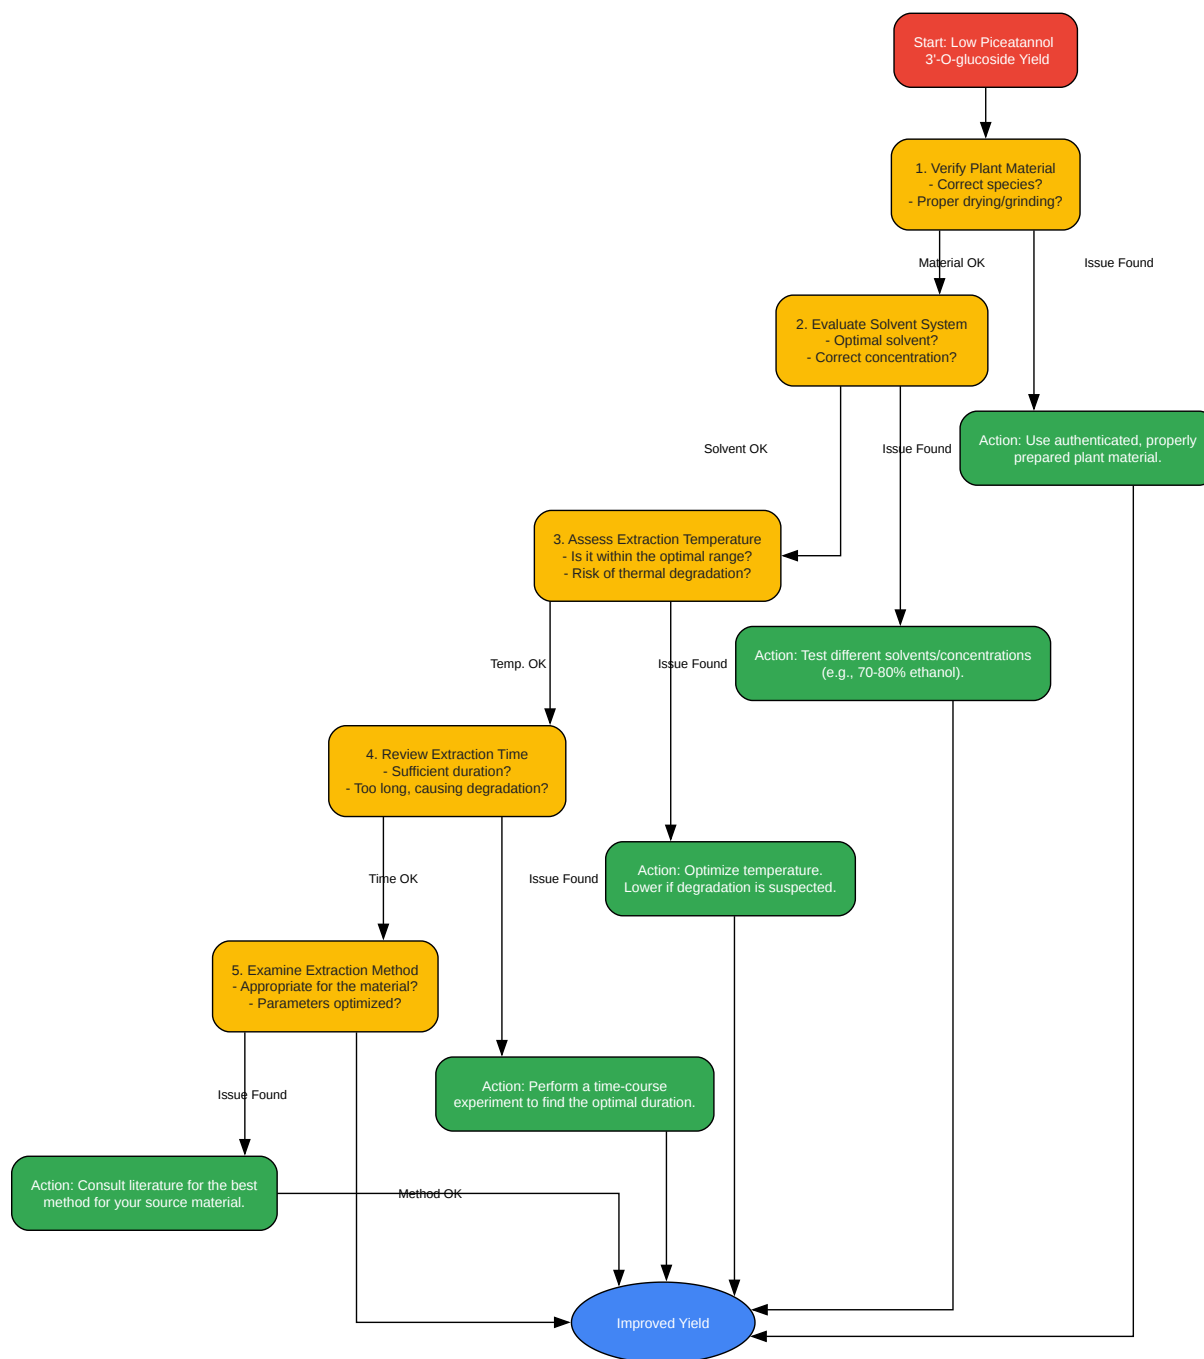 Start: Low Piceatannol
3'-O-glucoside Yield
1. Verify Plant Material
- Correct species?
- Proper drying/grinding?
Material OK
Issue Found
2. Evaluate Solvent System
- Optimal solvent?
- Correct concentration?
Action: Use authenticated, properly
prepared plant material.
Solvent OK
Issue Found
3. Assess Extraction Temperature
- Is it within the optimal range?
- Risk of thermal degradation?
Action: Test different solvents/concentrations
(e.g., 70-80% ethanol).
Temp. OK
Issue Found
4. Review Extraction Time
- Sufficient duration?
- Too long, causing degradation?
Action: Optimize temperature.
Lower if degradation is suspected.
Time OK
Issue Found
5. Examine Extraction Method
- Appropriate for the material?
- Parameters optimized?
Action: Perform a time-course
experiment to find the optimal duration.
Issue Found
Action: Consult literature for the best
method for your source material.
Method OK
Improved Yield